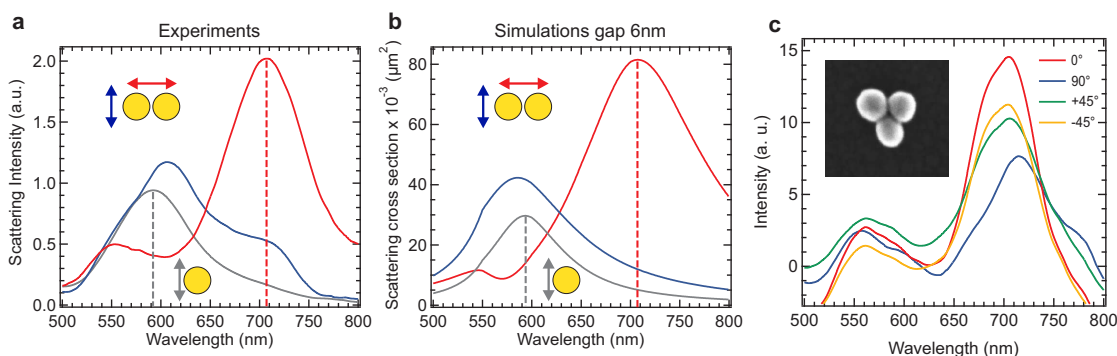 a
Experiments
Scattering Intensity (a.u.)
2.0
1.5
1.0
0.5
0.0
500 550 600 650 700 750 800
Wavelength (nm)
b
Simulations gap 6nm
Scattering cross section x 10⁻³ (µm²)
80
60
40
20
0
500 550 600 650 700 750 800
Wavelength (nm)
c
Intensity (a. u.)
15
10
5
0
0°
90°
+45°
-45°
500 550 600 650 700 750 800
Wavelength (nm)